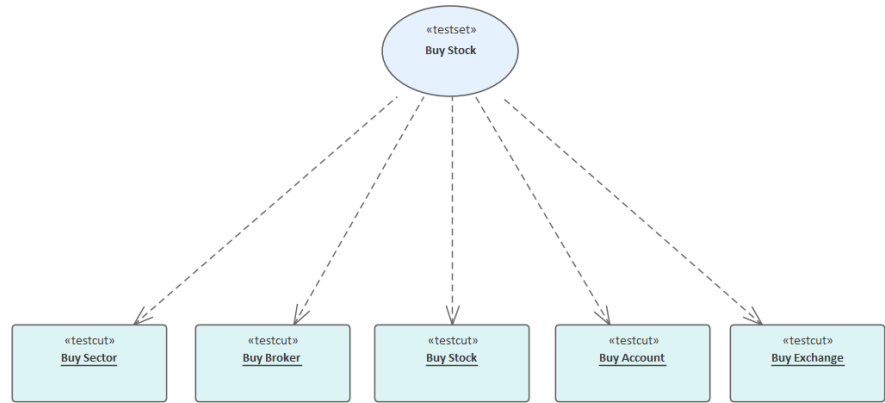 «testset»
Buy Stock
«testcut»
Buy Sector
«testcut»
Buy Broker
«testcut»
Buy Stock
«testcut»
Buy Account
«testcut»
Buy Exchange